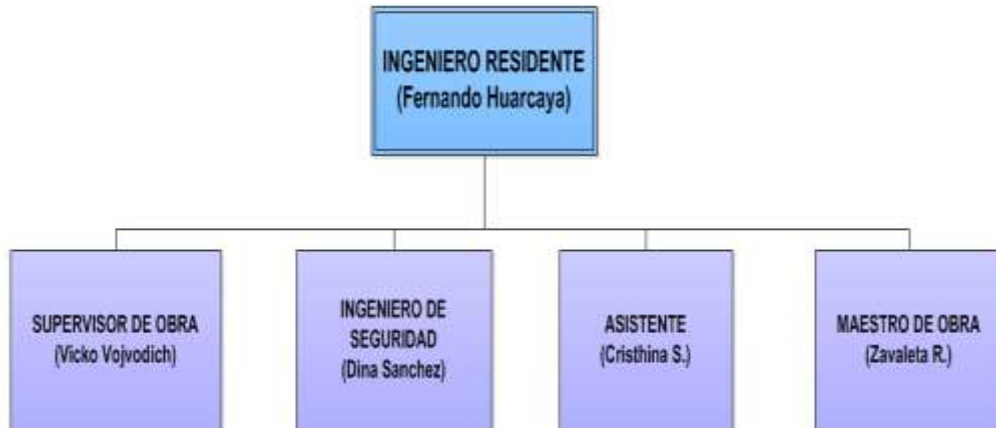 INGENIERO RESIDENTE
(Fernando Huarcaya)
SUPERVISOR DE OBRA
(Vicko Vojvodich)
INGENIERO DE
SEGURIDAD
(Dina Sanchez)
ASISTENTE
(Cristhina S.)
MAESTRO DE OBRA
(Zavaleta R.)